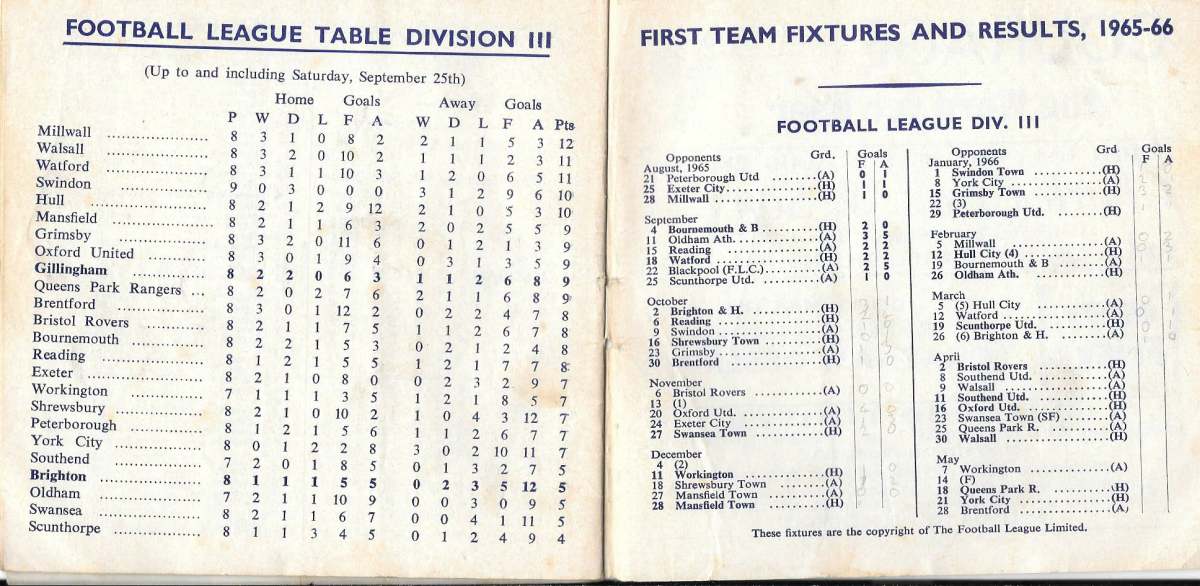 FOOTBALL LEAGUE TABLE DIVISION III
(Up to and including Saturday, September 25th)
Home Goals Away Goals
P W D L F A W D L F A Pts
Millwall .................. 8 3 1 0 8 2 2 1 1 5 3 12
Walsall .................. 8 3 2 0 10 2 1 1 1 2 3 11
Watford .................. 8 3 1 1 10 3 1 2 0 6 5 11
Swindon .................. 9 0 3 0 0 0 3 1 2 9 6 10
Hull .................. 8 2 1 2 9 12 2 1 0 5 3 10
Mansfield .................. 8 2 1 1 6 3 2 0 2 5 5 9
Grimsby .................. 8 3 2 0 11 6 0 1 2 1 3 9
Oxford United .................. 8 3 0 1 9 4 0 3 1 3 5 9
Gillingham .................. 8 2 2 0 6 3 1 1 2 6 8 9
Queens Park Rangers ... 8 2 0 2 7 6 2 1 1 6 8 9
Brentford .................. 8 3 0 1 12 2 0 2 2 4 7 8
Bristol Rovers .................. 8 2 1 1 7 5 1 1 2 6 7 8
Bournemouth .................. 8 2 2 1 5 3 0 2 1 2 4 8
Reading .................. 8 1 2 1 5 5 1 2 1 7 7 8
Exeter .................. 8 2 1 0 8 0 0 2 3 2 9 7
Workington .................. 7 1 1 1 3 5 1 2 1 8 5 7
Shrewsbury .................. 8 2 1 0 10 2 1 0 4 3 12 7
Peterborough .................. 8 1 2 1 5 6 1 1 2 6 7 7
York City .................. 8 0 1 2 2 8 3 0 2 10 11 7
Southend .................. 7 2 0 1 8 5 0 1 3 2 7 5
Brighton .................. 8 1 1 1 5 5 0 2 3 5 12 5
Oldham .................. 7 2 1 1 10 9 0 0 3 0 9 5
Swansea .................. 8 2 1 1 6 7 0 0 4 1 11 5
Scunthorpe .................. 8 1 1 3 4 5 0 1 2 4 9 4
FIRST TEAM FIXTURES AND RESULTS, 1965-66
FOOTBALL LEAGUE DIV. III
Opponents Grd. Goals
August, 1965 F A
21 Peterborough Utd ........(A) 0 1
25 Exeter City................(H) 1 1
28 Millwall ..................(H) 1 0
September
4 Bournemouth & B ..........(H) 2 0
11 Oldham Ath. ..............(A) 3 5
15 Reading ..................(A) 2 2
18 Watford ..................(H) 2 2
22 Blackpool (F.L.C.)........(A) 2 5
25 Scunthorpe Utd. ..........(A) 1 0
October
2 Brighton & H. ............(H)
6 Reading ..................(H)
9 Swindon ..................(A)
16 Shrewsbury Town ..........(H)
23 Grimsby ..................(A)
30 Brentford ................(H)
November
6 Bristol Rovers ............(A)
13 (1)
20 Oxford Utd. ..............(A)
24 Exeter City ..............(A)
27 Swansea Town .............(H)
December
4 (2)
11 Workington ...............(H)
18 Shrewsbury Town ..........(A)
27 Mansfield Town ...........(A)
28 Mansfield Town ...........(H)
Opponents Grd Goals
January, 1966 F A
1 Swindon Town .............(H)
8 York City ................(A)
15 Grimsby Town .............(H)
22 (3)
29 Peterborough Utd. ........(H)
February
5 Millwall .................(A)
12 Hull City (4) ............(H)
19 Bournemouth & B ..........(A)
26 Oldham Ath. ..............(H)
March
5 (5) Hull City ............(A)
12 Watford ..................(A)
19 Scunthorpe Utd. ..........(H)
26 (6) Brighton & H. ........(A)
April
2 Bristol Rovers ...........(H)
8 Southend Utd. ............(A)
9 Walsall ..................(A)
11 Southend Utd. ............(H)
16 Oxford Utd. ..............(H)
23 Swansea Town (SF) ........(A)
25 Queens Park R. ...........(A)
30 Walsall ..................(H)
May
7 Workington ...............(A)
14 (F)
18 Queens Park R. ...........(H)
21 York City ................(H)
28 Brentford ................(A)
These fixtures are the copyright of The Football League Limited.